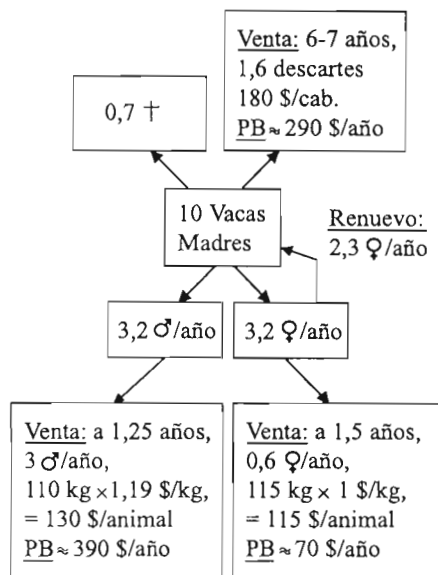 Venta: 6-7 años,
1,6 descartes
180 $/cab.
PB ≈ 290 $/año
0,7 †
10 Vacas
Madres
Renuevo:
2,3 ♀/año
3,2 ♂/año
3,2 ♀/año
Venta: a 1,25 años,
3 ♂/año,
110 kg × 1,19 $/kg,
= 130 $/animal
PB ≈ 390 $/año
Venta: a 1,5 años,
0,6 ♀/año,
115 kg × 1 $/kg,
= 115 $/animal
PB ≈ 70 $/año